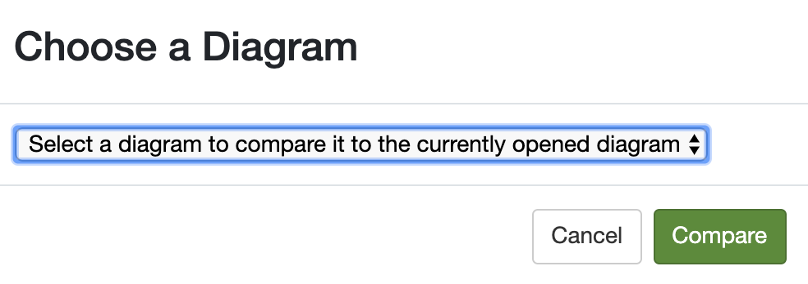 Choose a Diagram
Select a diagram to compare it to the currently opened diagram
Cancel
Compare